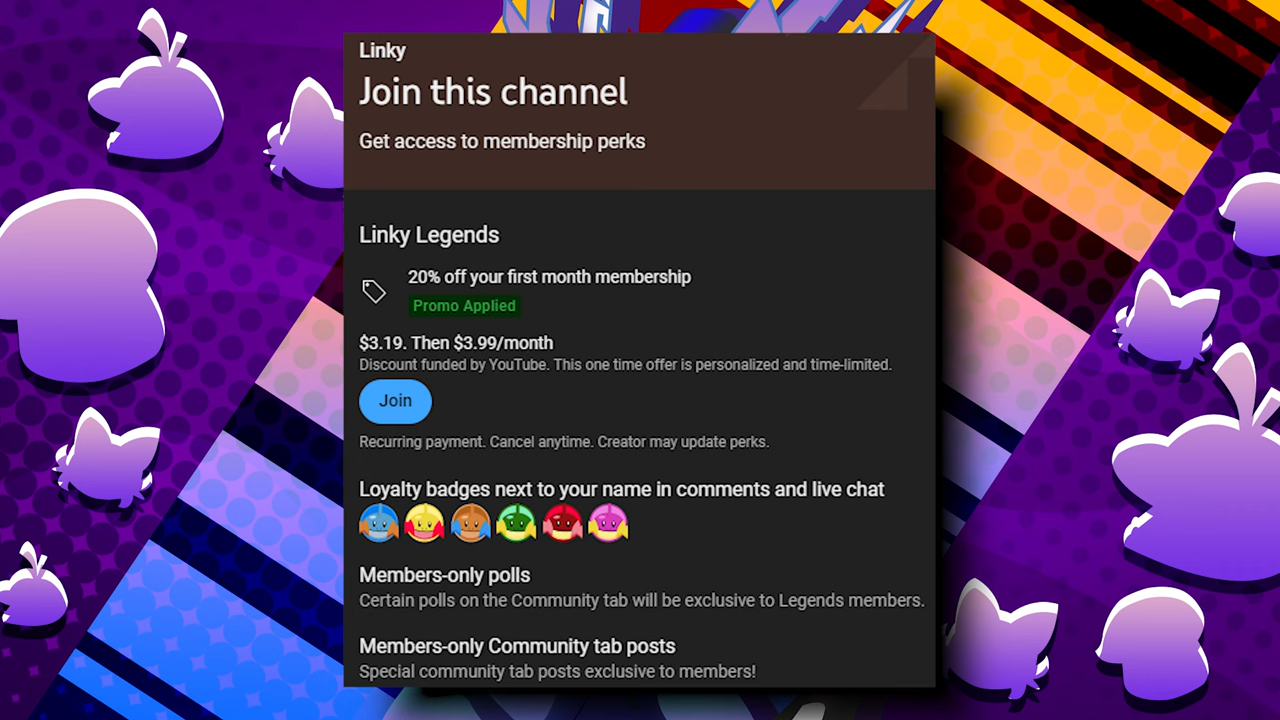 Linky
Join this channel
Get access to membership perks
Linky Legends
20% off your first month membership
Promo Applied
$3.19. Then $3.99/month
Discount funded by YouTube. This one time offer is personalized and time-limited.
Join
Recurring payment. Cancel anytime. Creator may update perks.
Loyalty badges next to your name in comments and live chat
Members-only polls
Certain polls on the Community tab will be exclusive to Legends members.
Members-only Community tab posts
Special community tab posts exclusive to members!